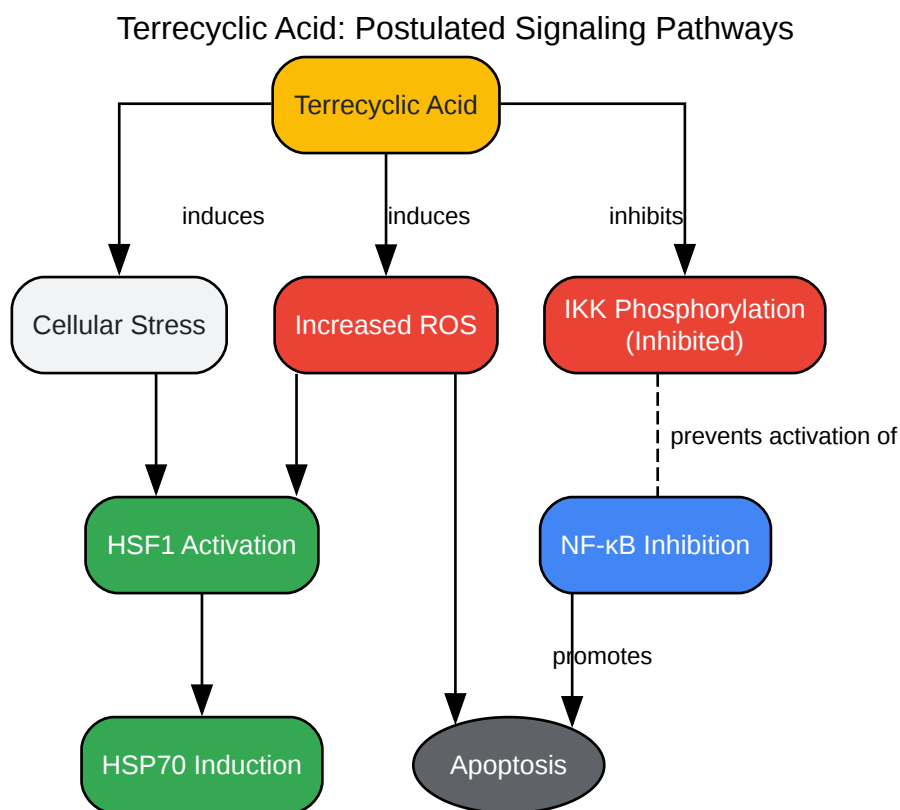 Terrecyclic Acid: Postulated Signaling Pathways
Terrecyclic Acid
induces
induces
inhibits
Cellular Stress
Increased ROS
IKK Phosphorylation
(Inhibited)
prevents activation of
HSF1 Activation
NF-κB Inhibition
promotes
HSP70 Induction
Apoptosis